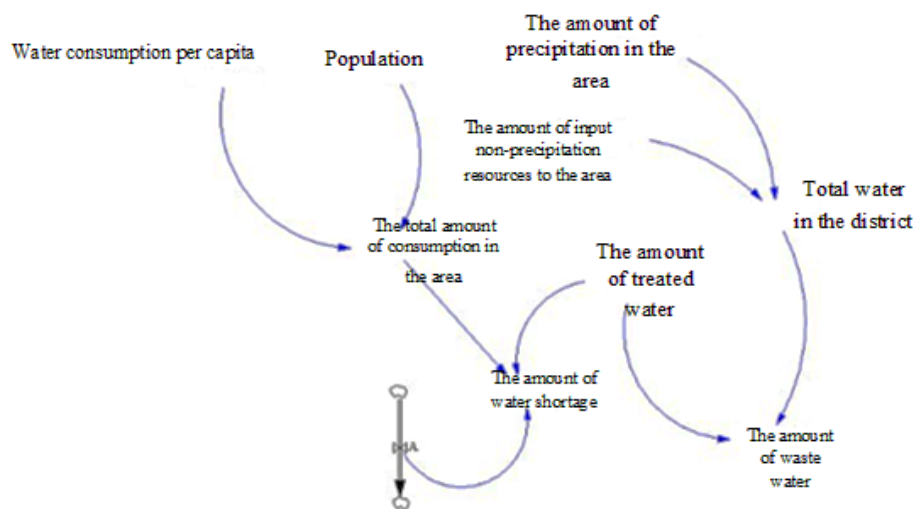 Water consumption per capita
Population
The amount of
precipitation in the
area
The amount of input
non-precipitation
resources to the area
Total water
in the district
The total amount
of consumption in
the area
The amount
of treated
water
The amount of
water shortage
A
The amount
of waste
water